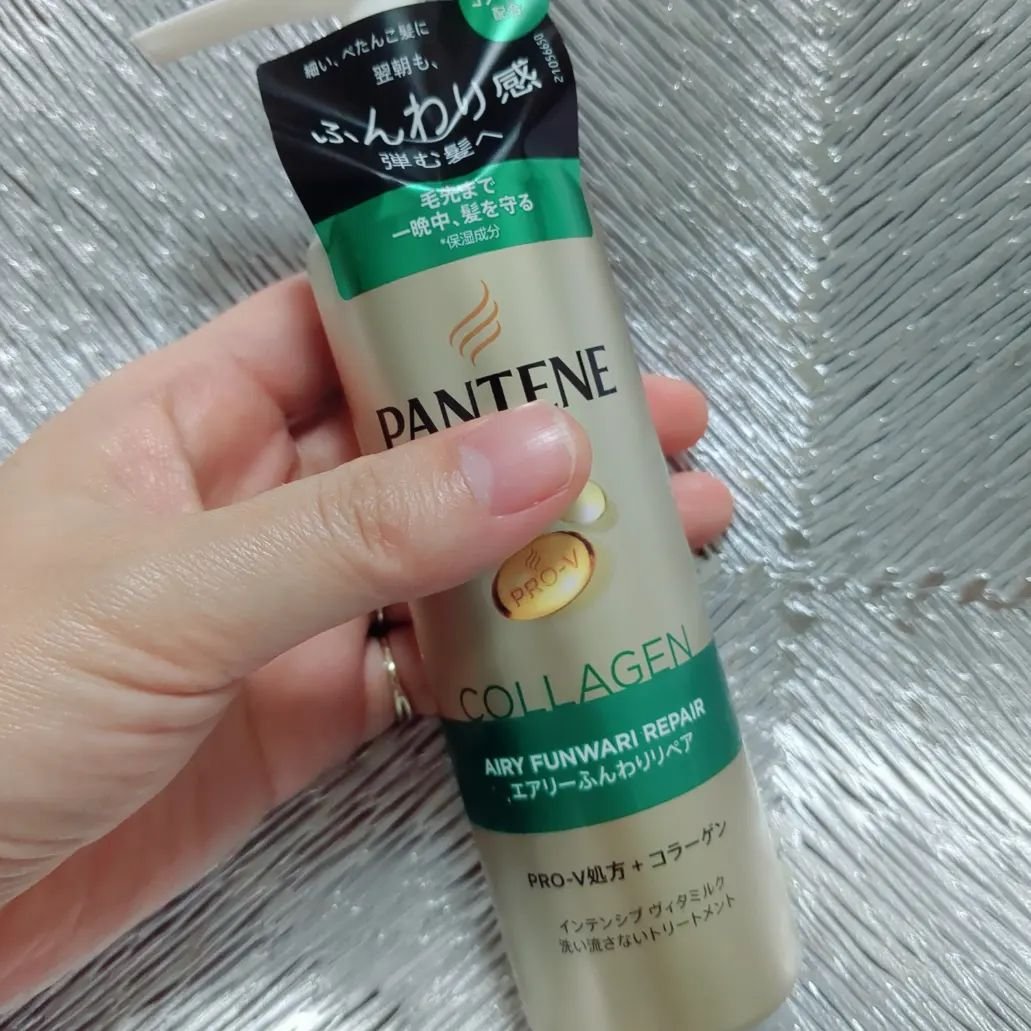 配合
細い、ぺたんこ髪に
翌朝も、
ふんわり感
弾む髪へ
21056650
毛先まで
一晩中、髪を守る
*保湿成分
PANTENE
PRO-V
COLLAGEN
AIRY FUNWARI REPAIR
エアリーふんわりリペア
PRO-V処方 + コラーゲン
インテンシブ ヴィタミルク
洗い流さないトリートメント